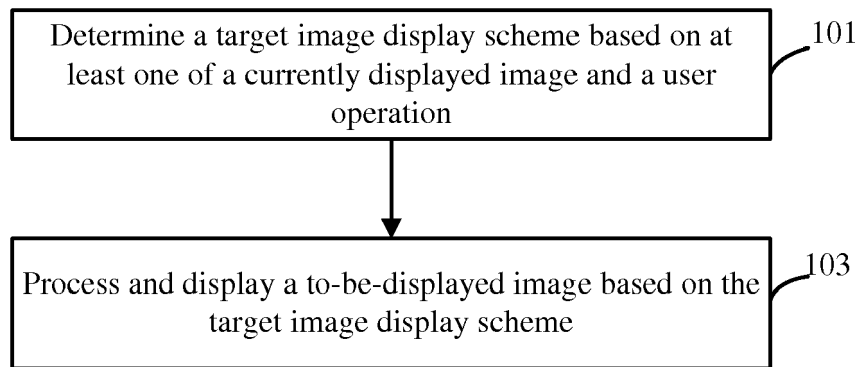 Determine a target image display scheme based on at
least one of a currently displayed image and a user
operation
101
Process and display a to-be-displayed image based on the
target image display scheme
103